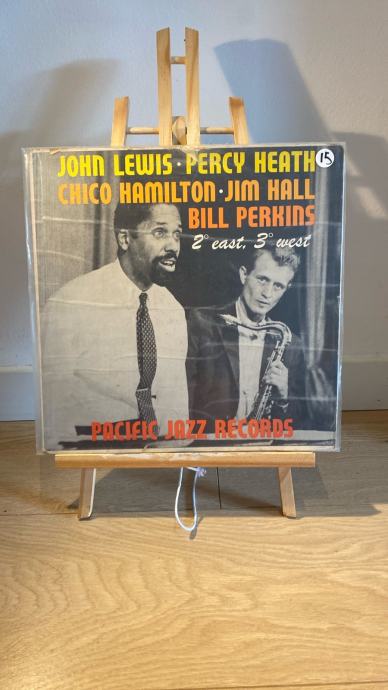 JOHN LEWIS · PERCY HEATH
15
CHICO HAMILTON · JIM HALL
BILL PERKINS
2° east, 3° west
PACIFIC JAZZ RECORDS